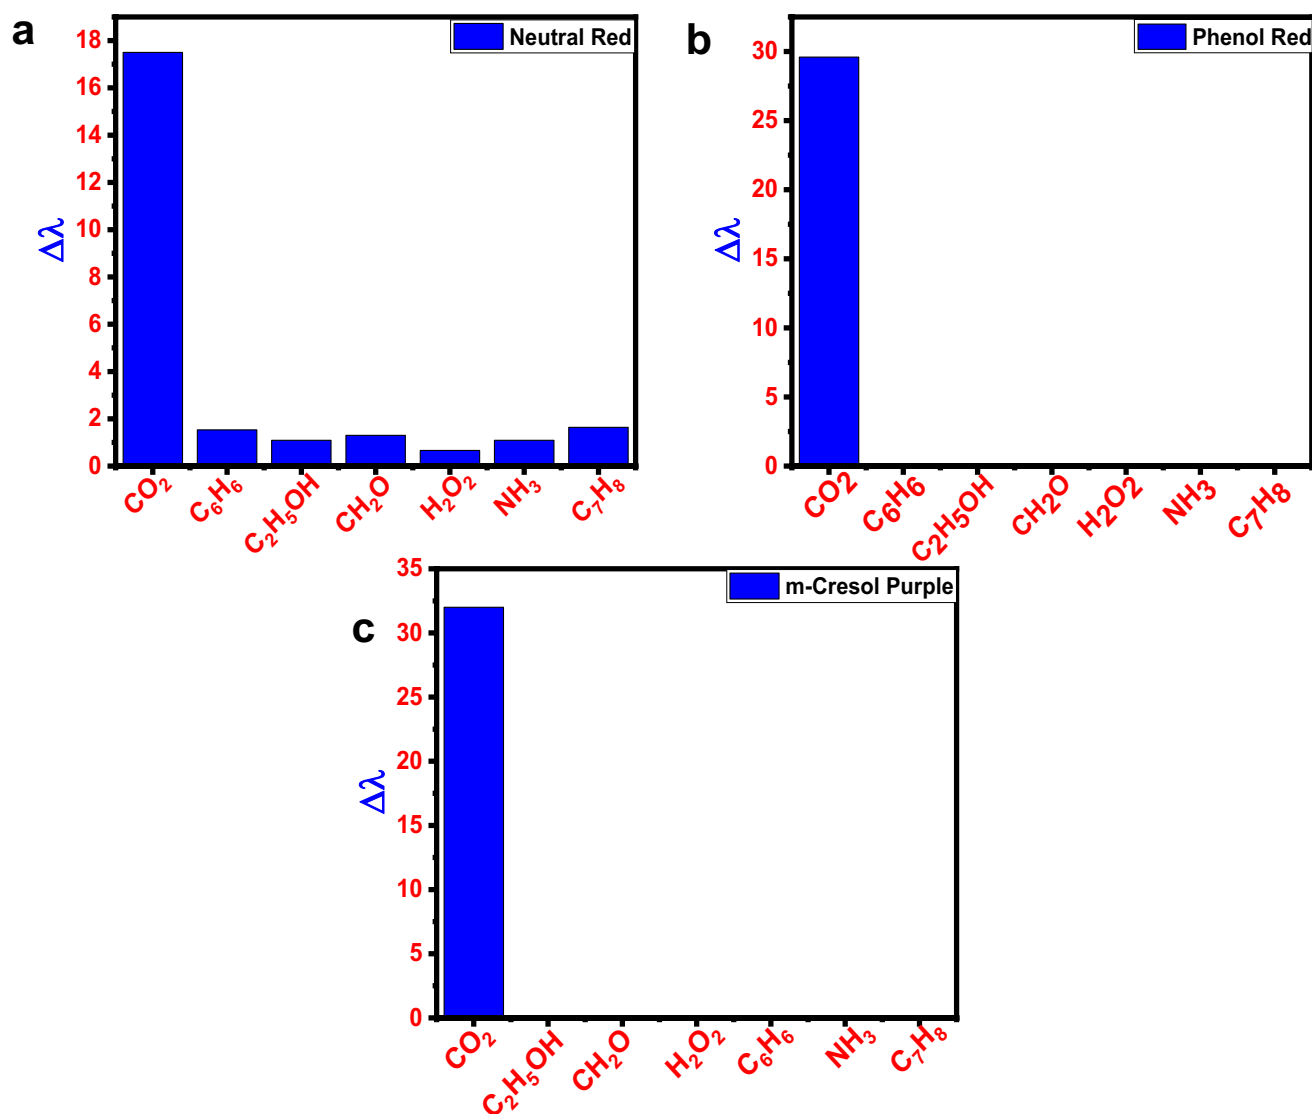 a
Neutral Red
18
16
14
12
10
8
6
4
2
0
Δλ
CO₂
C₆H₆
C₂H₅OH
CH₂O
H₂O₂
NH₃
C₇H₈
b
Phenol Red
30
25
20
15
10
5
0
Δλ
CO2
C6H6
C2H5OH
CH2O
H2O2
NH3
C7H8
c
m-Cresol Purple
35
30
25
20
15
10
5
0
Δλ
CO₂
C₂H₅OH
CH₂O
H₂O₂
C₆H₆
NH₃
C₇H₈